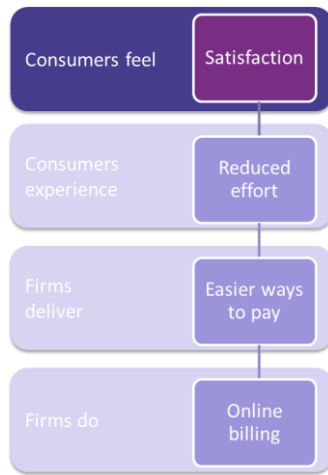 Consumers feel
Satisfaction
Consumers
experience
Reduced
effort
Firms
deliver
Easier ways
to pay
Firms do
Online
billing